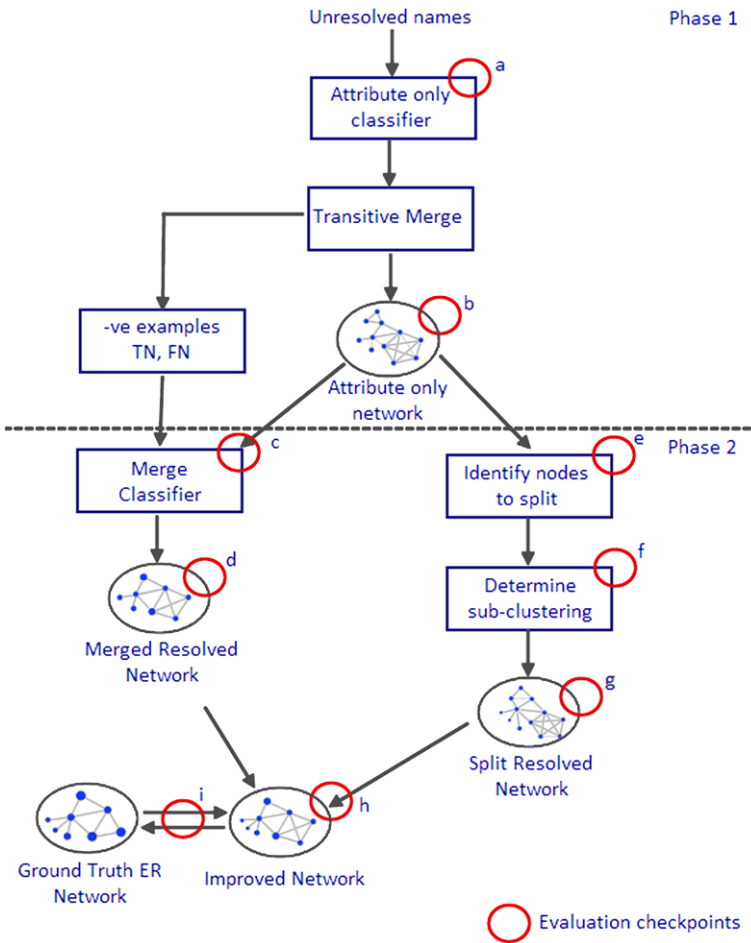 Unresolved names
Phase 1
a
Attribute only
classifier
Transitive Merge
-ve examples
TN, FN
b
Attribute only
network
Phase 2
c
Merge
Classifier
e
Identify nodes
to split
d
Merged Resolved
Network
f
Determine
sub-clustering
g
Split Resolved
Network
i
h
Ground Truth ER
Network
Improved Network
Evaluation checkpoints